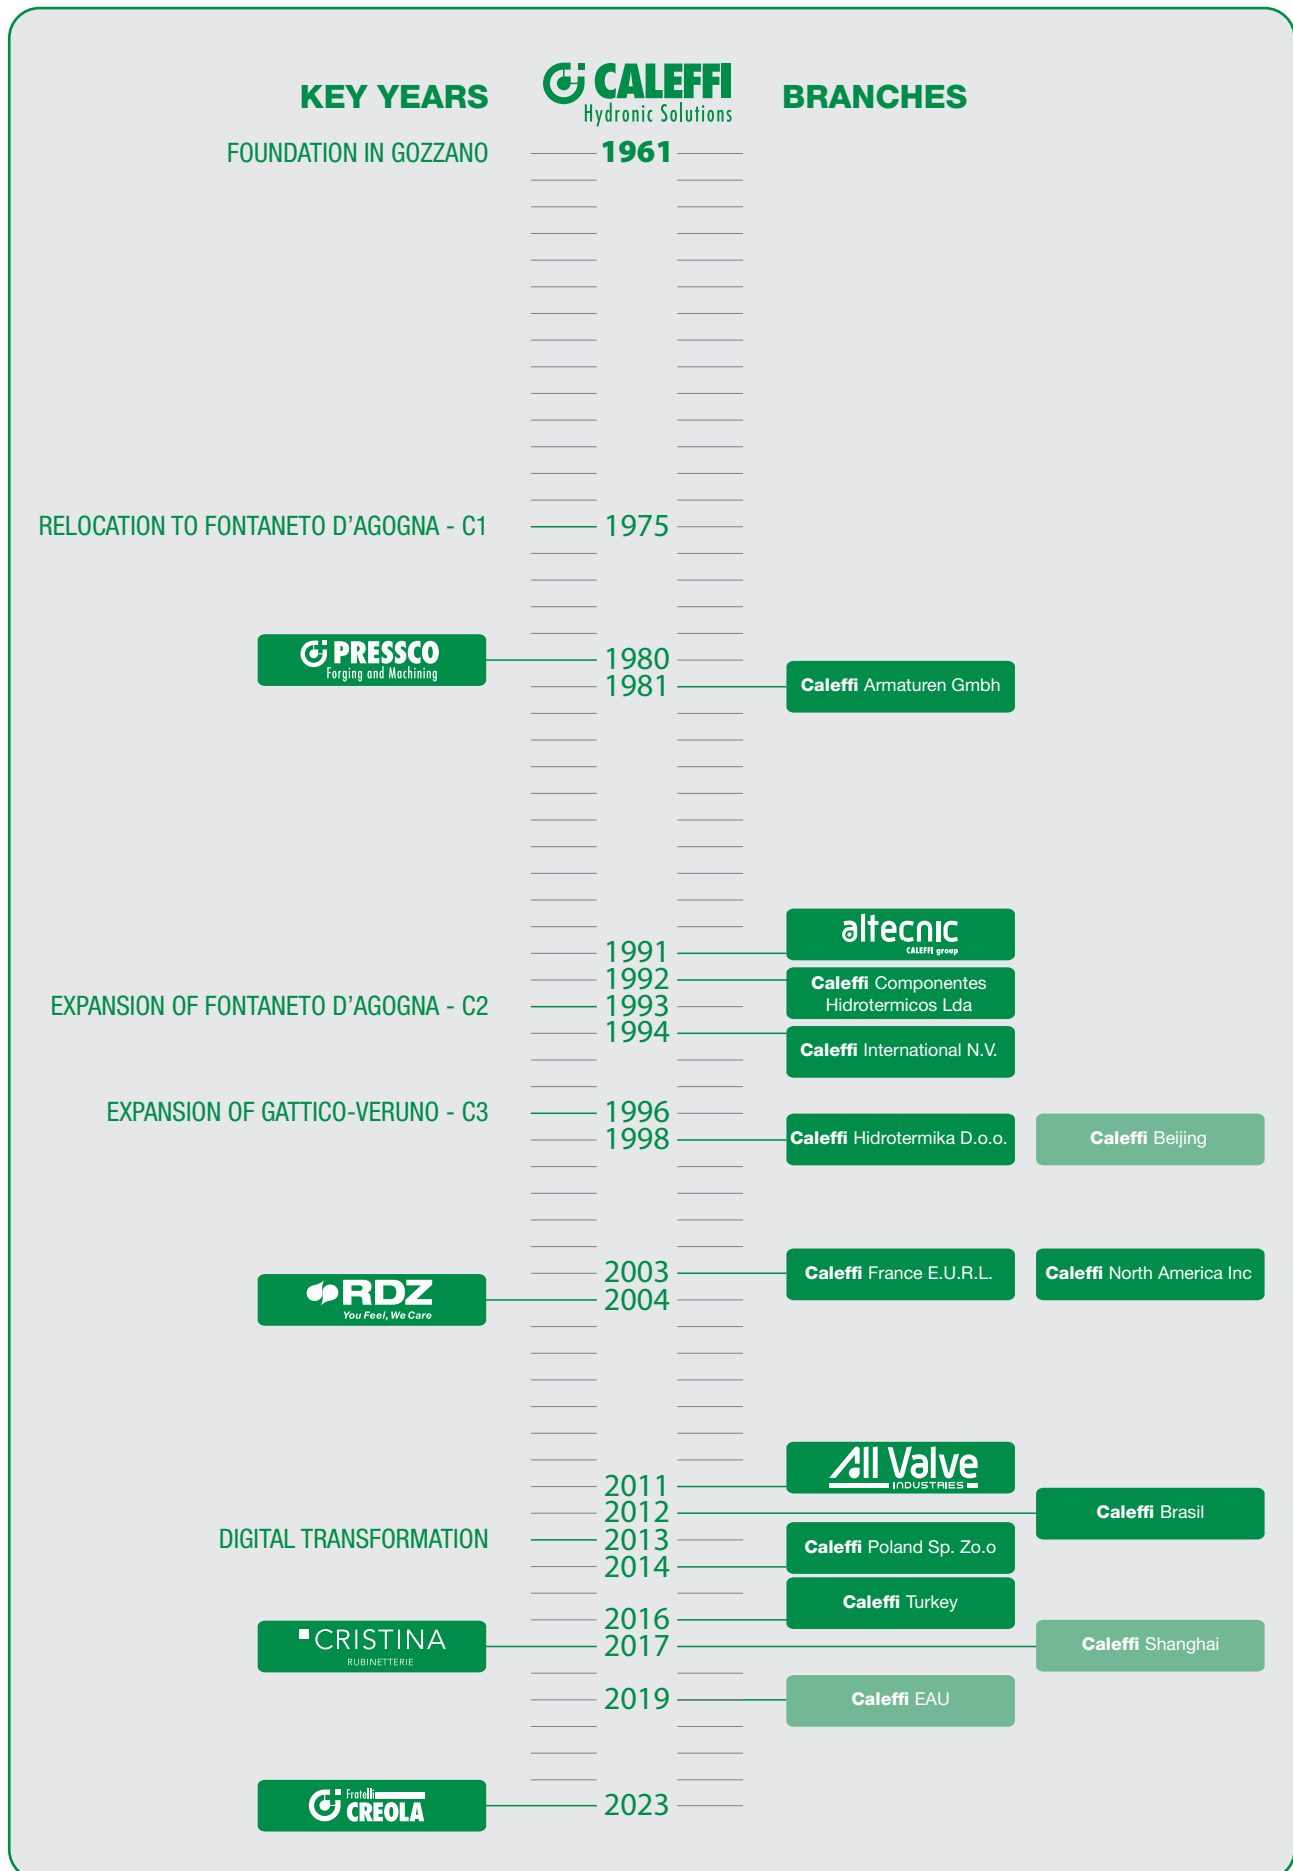 CALEFFI
Hydronic Solutions
KEY YEARS
BRANCHES
FOUNDATION IN GOZZANO
1961
RELOCATION TO FONTANETO D'AGOGNA - C1
1975
PRESSCO
Forging and Machining
1980
1981
Caleffi Armaturen Gmbh
altecnic
CALEFFI group
1991
1992
Caleffi Componentes
Hidrotermicos Lda
EXPANSION OF FONTANETO D'AGOGNA - C2
1993
1994
Caleffi International N.V.
EXPANSION OF GATTICO-VERUNO - C3
1996
1998
Caleffi Hidrotermika D.o.o.
Caleffi Beijing
2003
Caleffi France E.U.R.L.
Caleffi North America Inc
RDZ
You Feel, We Care
2004
All Valve
INDUSTRIES
2011
2012
Caleffi Brasil
DIGITAL TRANSFORMATION
2013
Caleffi Poland Sp. Zo.o
2014
Caleffi Turkey
2016
CRISTINA
RUBINETTERIE
2017
Caleffi Shanghai
2019
Caleffi EAU
Fratelli
CREOLA
2023